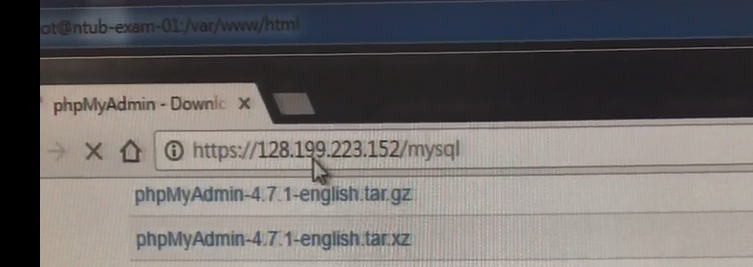 ot@ntub-exam-01:/var/www/html
phpMyAdmin - Downlc
https://128.199.223.152/mysql
phpMyAdmin-4.7.1-english.tar.gz
phpMyAdmin-4.7.1-english.tar.xz